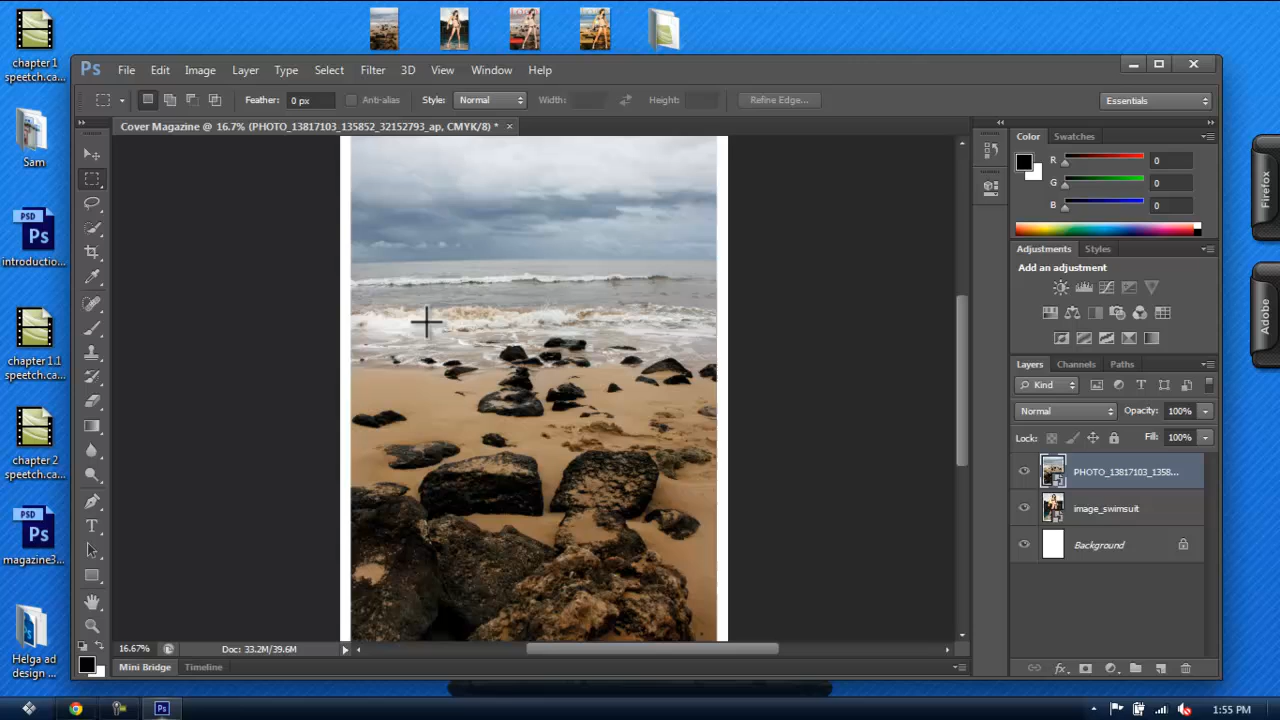 chapter 1
speetch.ca...
Sam
PSD
Ps
introductio...
chapter 1.1
speetch.ca...
chapter 2
speetch.ca...
PSD
Ps
magazine3...
Helga ad
design ...
Ps File Edit Image Layer Type Select Filter 3D View Window Help
Feather: 0 px Anti-alias Style: Normal Width: Height: Refine Edge... Essentials
Cover Magazine @ 16.7% (PHOTO_13817103_135852_32152793_ap, CMYK/8) * ×
Color Swatches
R 0
G 0
B 0
Adjustments Styles
Add an adjustment
Layers Channels Paths
Kind
Normal Opacity: 100%
Lock: Fill: 100%
PHOTO_13817103_1358...
image_swimsuit
Background
16.67% Doc: 33.2M/39.6M
Mini Bridge Timeline
Firefox
Adobe
Ps
1:55 PM